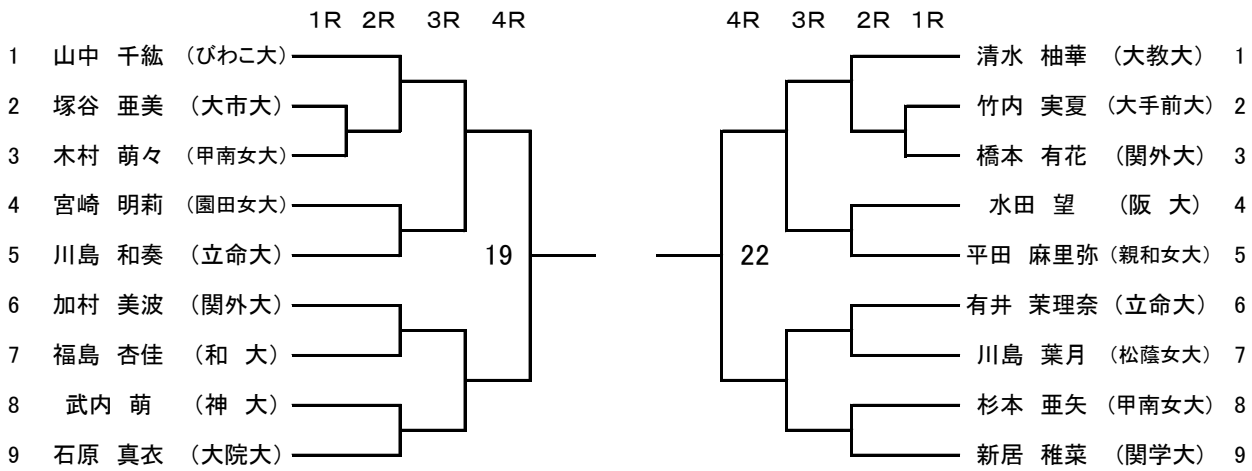 1R 2R 3R 4R 4R 3R 2R 1R
1 山中 千紘 (びわこ大) 清水 柚華 (大教大) 1
2 塚谷 亜美 (大市大) 竹内 実夏 (大手前大) 2
3 木村 萌々 (甲南女大) 橋本 有花 (関外大) 3
4 宮崎 明莉 (園田女大) 水田 望 (阪 大) 4
5 川島 和奏 (立命大) 19 22 平田 麻里弥 (親和女大) 5
6 加村 美波 (関外大) 有井 茉理奈 (立命大) 6
7 福島 杏佳 (和 大) 川島 葉月 (松蔭女大) 7
8 武内 萌 (神 大) 杉本 亜矢 (甲南女大) 8
9 石原 真衣 (大院大) 新居 稚菜 (関学大) 9